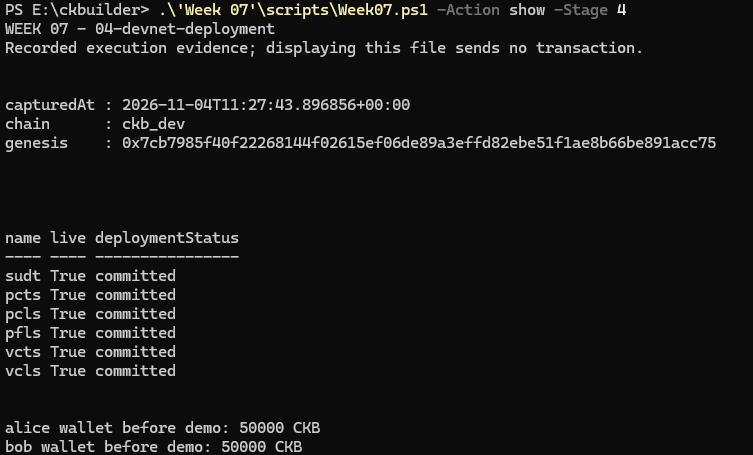 PS E:\ckbuilder> .\'Week 07'\scripts\Week07.ps1 -Action show -Stage 4
WEEK 07 - 04-devnet-deployment
Recorded execution evidence; displaying this file sends no transaction.
capturedAt : 2026-11-04T11:27:43.896856+00:00
chain      : ckb_dev
genesis    : 0x7cb7985f40f22268144f02615ef06de89a3effd82ebe51f1ae8b66be891acc75
name live deploymentStatus
---- ---- ----------------
sudt True committed
pcts True committed
pcls True committed
pfls True committed
vcts True committed
vcls True committed
alice wallet before demo: 50000 CKB
bob wallet before demo: 50000 CKB